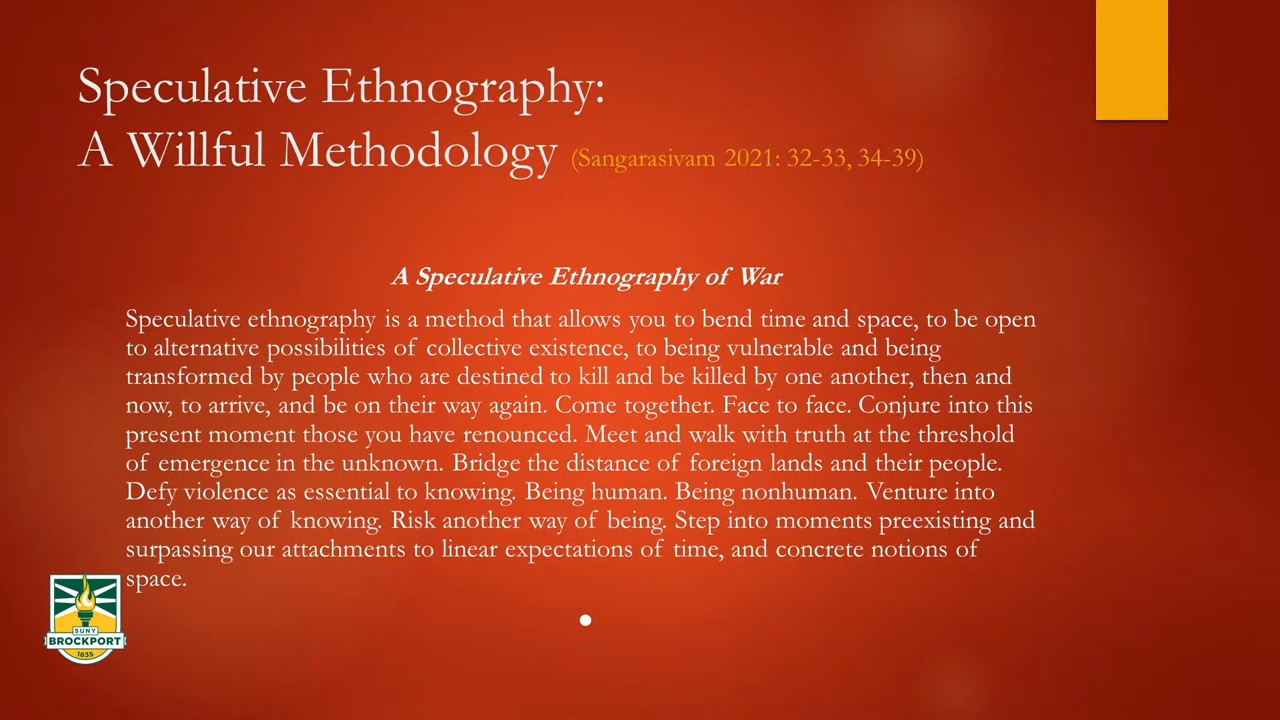 Speculative Ethnography:
A Willful Methodology (Sangarasivam 2021: 32-33, 34-39)
A Speculative Ethnography of War
Speculative ethnography is a method that allows you to bend time and space, to be open
to alternative possibilities of collective existence, to being vulnerable and being
transformed by people who are destined to kill and be killed by one another, then and
now, to arrive, and be on their way again. Come together. Face to face. Conjure into this
present moment those you have renounced. Meet and walk with truth at the threshold
of emergence in the unknown. Bridge the distance of foreign lands and their people.
Defy violence as essential to knowing. Being human. Being nonhuman. Venture into
another way of knowing. Risk another way of being. Step into moments preexisting and
surpassing our attachments to linear expectations of time, and concrete notions of
space.
SUNY
BROCKPORT
1835